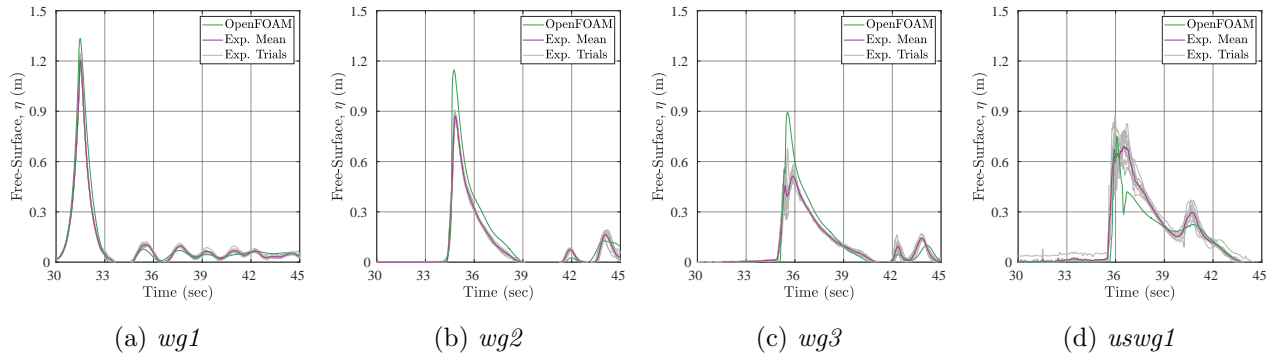 1.5
1.2
0.9
0.6
0.3
0
Free-Surface, η (m)
30 33 36 39 42 45
Time (sec)
OpenFOAM
Exp. Mean
Exp. Trials
(a) wg1
1.5
1.2
0.9
0.6
0.3
0
Free-Surface, η (m)
30 33 36 39 42 45
Time (sec)
OpenFOAM
Exp. Mean
Exp. Trials
(b) wg2
1.5
1.2
0.9
0.6
0.3
0
Free-Surface, η (m)
30 33 36 39 42 45
Time (sec)
OpenFOAM
Exp. Mean
Exp. Trials
(c) wg3
1.5
1.2
0.9
0.6
0.3
0
Free-Surface, η (m)
30 33 36 39 42 45
Time (sec)
OpenFOAM
Exp. Mean
Exp. Trials
(d) uswg1